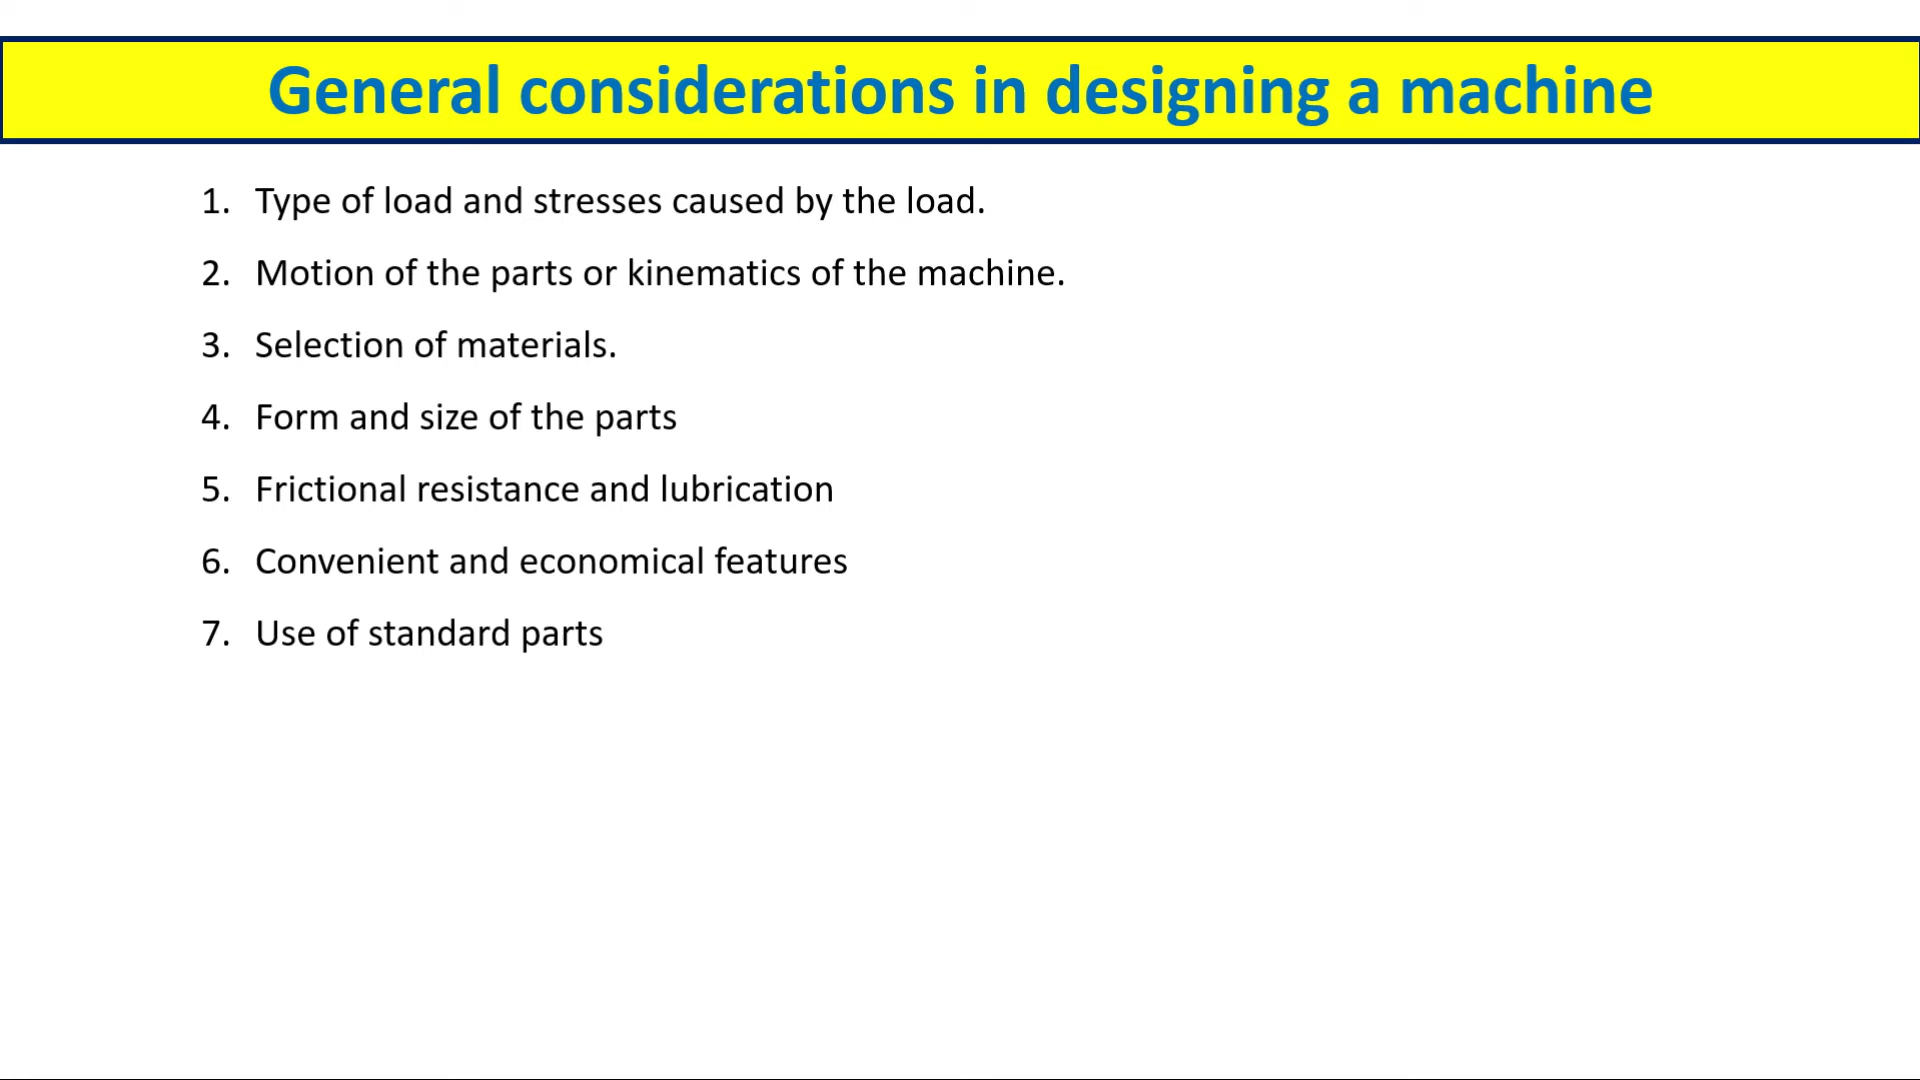 General considerations in designing a machine
1. Type of load and stresses caused by the load.
2. Motion of the parts or kinematics of the machine.
3. Selection of materials.
4. Form and size of the parts
5. Frictional resistance and lubrication
6. Convenient and economical features
7. Use of standard parts